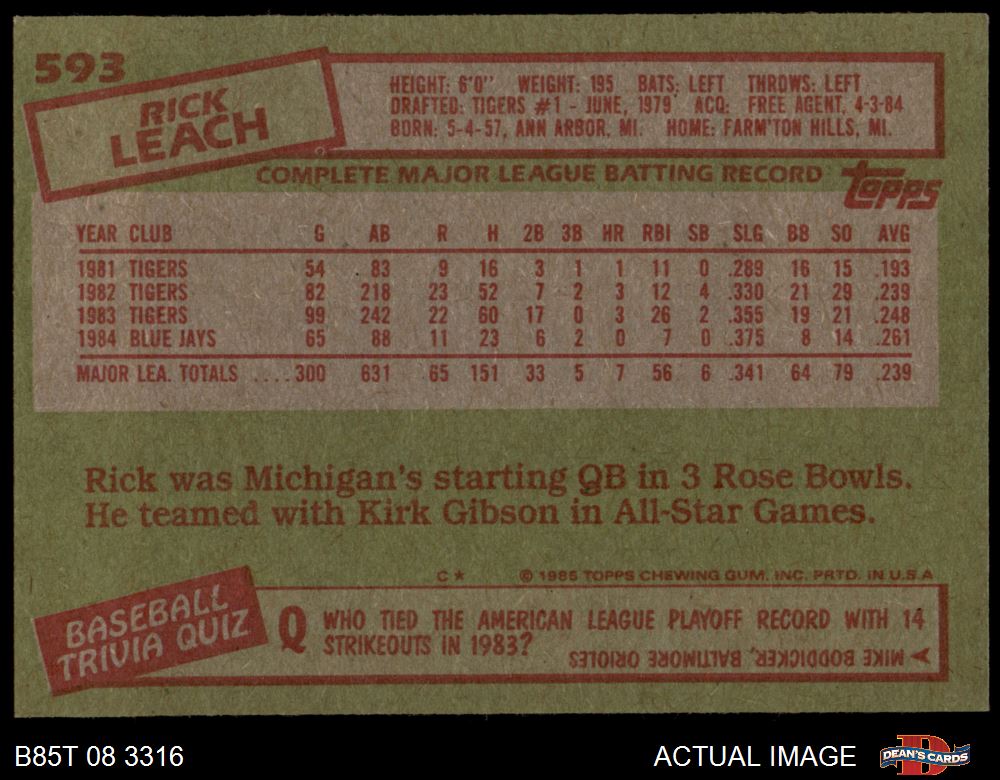 593
RICK
LEACH
HEIGHT: 6'0" WEIGHT: 195 BATS: LEFT THROWS: LEFT
DRAFTED: TIGERS #1 - JUNE, 1979 ACQ: FREE AGENT, 4-3-84
BORN: 5-4-57, ANN ARBOR, MI. HOME: FARM'TON HILLS, MI.
COMPLETE MAJOR LEAGUE BATTING RECORD
topps
YEAR CLUB G AB R H 2B 3B HR RBI SB SLG BB SO AVG
1981 TIGERS 54 83 9 16 3 1 1 11 0 .289 16 15 .193
1982 TIGERS 82 218 23 52 7 2 3 12 4 .330 21 29 .239
1983 TIGERS 99 242 22 60 17 0 3 26 2 .355 19 21 .248
1984 BLUE JAYS 65 88 11 23 6 2 0 7 0 .375 8 14 .261
MAJOR LEA. TOTALS ....300 631 65 151 33 5 7 56 6 .341 64 79 .239
Rick was Michigan's starting QB in 3 Rose Bowls.
He teamed with Kirk Gibson in All-Star Games.
C* © 1985 TOPPS CHEWING GUM, INC. PRTD. IN U.S.A
BASEBALL
TRIVIA QUIZ
Q WHO TIED THE AMERICAN LEAGUE PLAYOFF RECORD WITH 14
STRIKEOUTS IN 1983?
MIKE BODDICKER, BALTIMORE ORIOLES
B85T 08 3316
ACTUAL IMAGE
D
DEAN'S CARDS